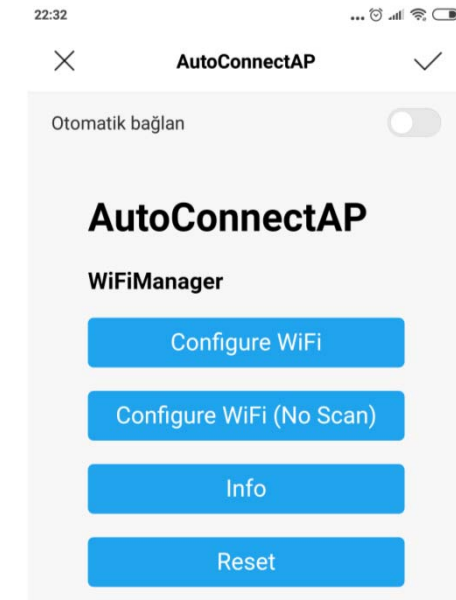 22:32
AutoConnectAP
Otomatik bağlan
AutoConnectAP
WiFiManager
Configure WiFi
Configure WiFi (No Scan)
Info
Reset